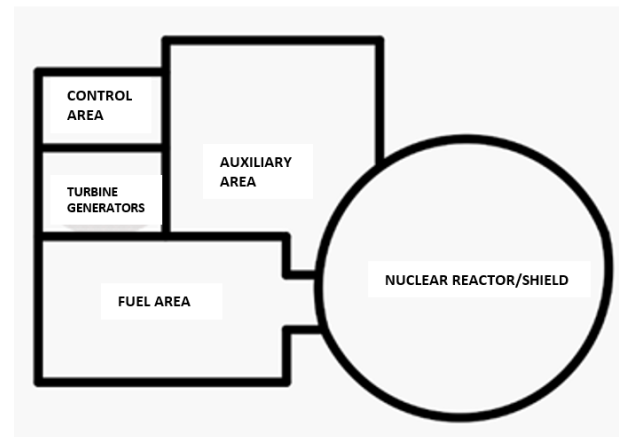 CONTROL
AREA
AUXILIARY
AREA
TURBINE
GENERATORS
NUCLEAR REACTOR/SHIELD
FUEL AREA